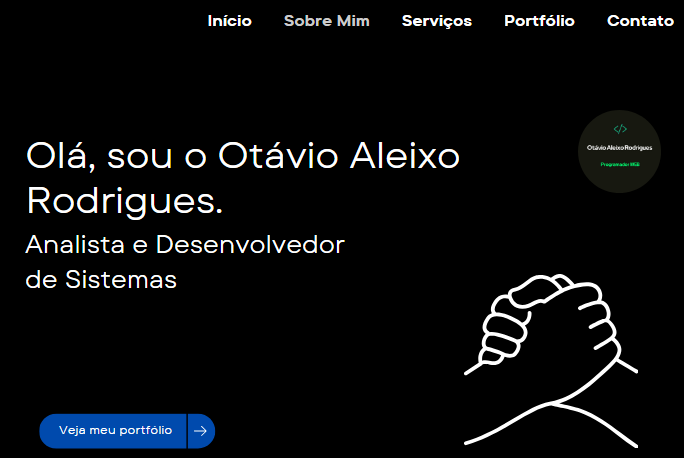 Início Sobre Mim Serviços Portfólio Contato
</>
Otávio Aleixo Rodrigues
Programador WEB
Olá, sou o Otávio Aleixo
Rodrigues.
Analista e Desenvolvedor
de Sistemas
Veja meu portfólio